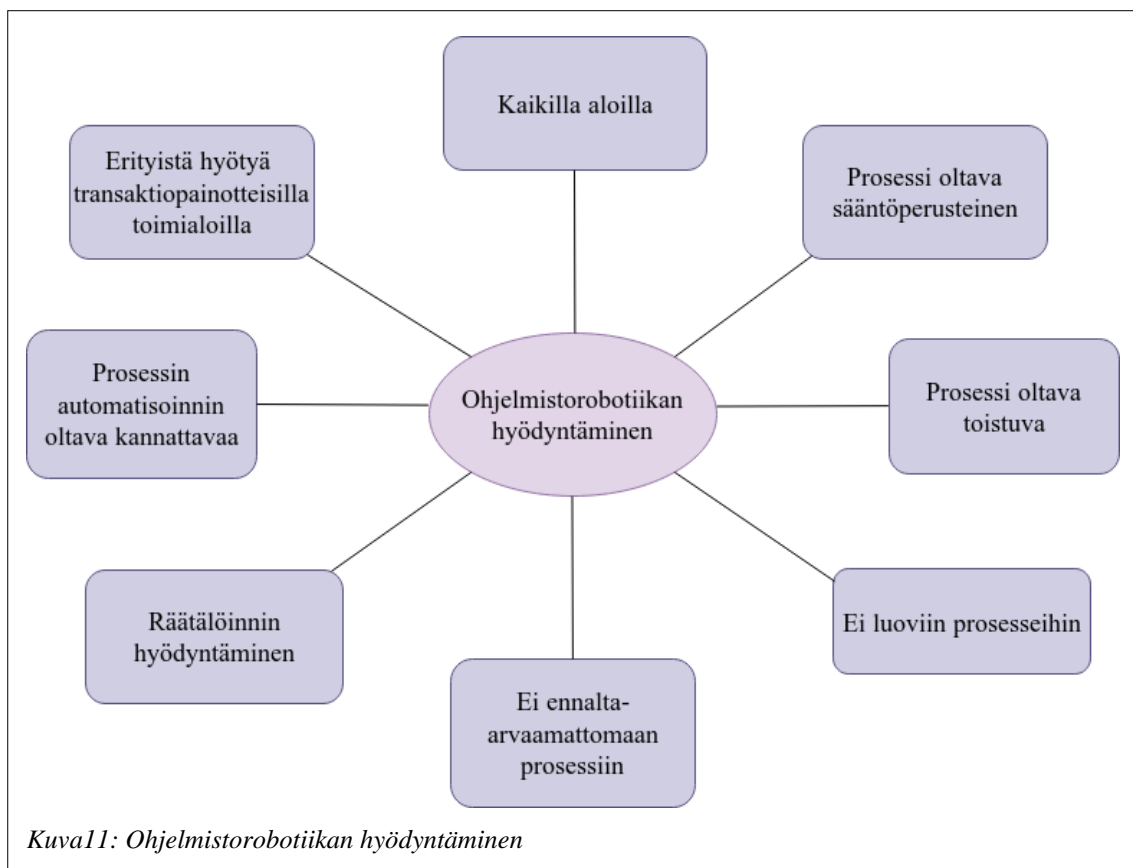 Kaikilla aloilla
Erityistä hyötyä
transaktiopainotteisilla
toimialoilla
Prosessi oltava
sääntöperusteinen
Prosessin
automatisoinnin
oltava kannattavaa
Ohjelmistorobotiikan
hyödyntäminen
Prosessi oltava
toistuva
Räätälöinnin
hyödyntäminen
Ei ennalta-
arvaamattomaan
prosessiin
Ei luoviin prosesseihin
Kuva11: Ohjelmistorobotiikan hyödyntäminen